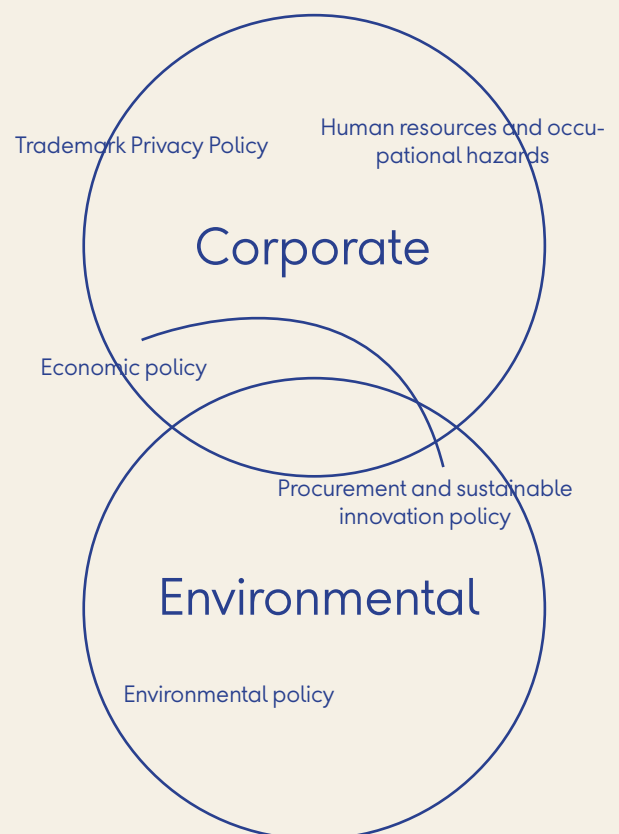 Trademark Privacy Policy
Human resources and occu-
pational hazards
Corporate
Economic policy
Procurement and sustainable
innovation policy
Environmental
Environmental policy